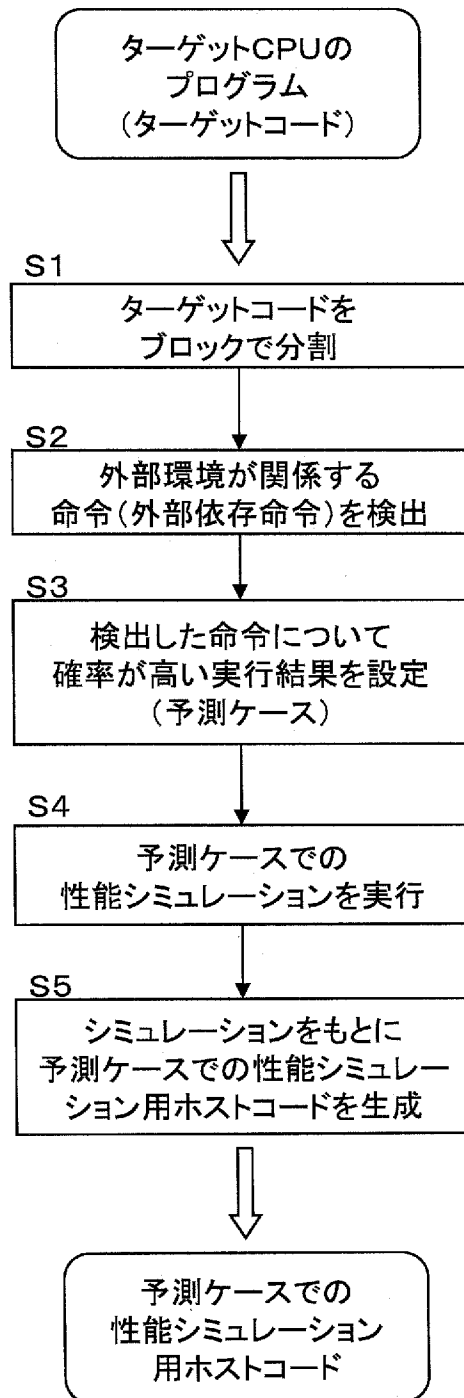 ターゲットCPUの
プログラム
(ターゲットコード)
S1
ターゲットコードを
ブロックで分割
S2
外部環境が関係する
命令(外部依存命令)を検出
S3
検出した命令について
確率が高い実行結果を設定
(予測ケース)
S4
予測ケースでの
性能シミュレーションを実行
S5
シミュレーションをもとに
予測ケースでの性能シミュレー
ション用ホストコードを生成
予測ケースでの
性能シミュレーション
用ホストコード